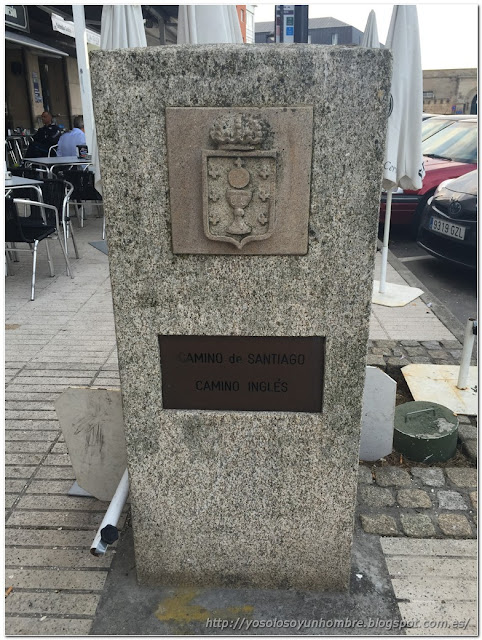 CAMINO de SANTIAGO
CAMINO INGLÉS
9319 GZL
http://yosolosoyunhombre.blogspot.com.es/